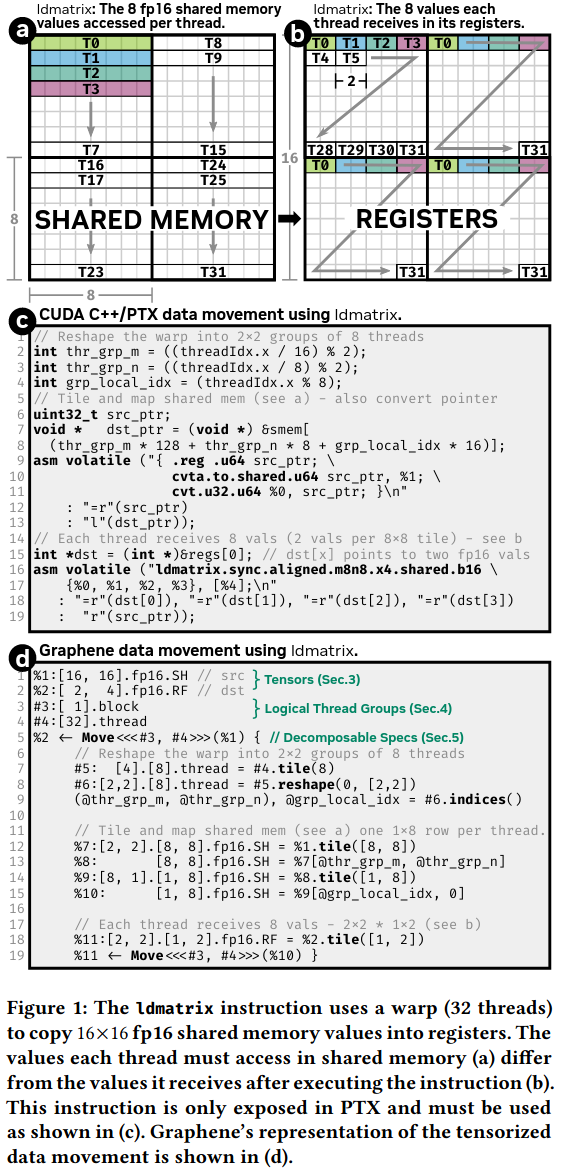 a
ldmatrix: The 8 fp16 shared memory
values accessed per thread.
T0 T8
T1 T9
T2
T3
T7 T15
T16 T24
T17 T25
SHARED MEMORY
T23 T31
8
8
b
ldmatrix: The 8 values each
thread receives in its registers.
T0 T1 T2 T3 T0
T4 T5
2
T28 T29 T30 T31 T31
T0 T0
16
REGISTERS
T31 T31
c CUDA C++/PTX data movement using ldmatrix.
1 // Reshape the warp into 2×2 groups of 8 threads
2 int thr_grp_m = ((threadIdx.x / 16) % 2);
3 int thr_grp_n = ((threadIdx.x / 8) % 2);
4 int grp_local_idx = (threadIdx.x % 8);
5 // Tile and map shared mem (see a) - also convert pointer
6 uint32_t src_ptr;
7 void * dst_ptr = (void *) &smem[
8 (thr_grp_m * 128 + thr_grp_n * 8 + grp_local_idx * 16)];
9 asm volatile ("{ .reg .u64 src_ptr; \
10 cvta.to.shared.u64 src_ptr, %1; \
11 cvt.u32.u64 %0, src_ptr; }\n"
12 : "=r"(src_ptr)
13 : "l"(dst_ptr));
14 // Each thread receives 8 vals (2 vals per 8×8 tile) - see b
15 int *dst = (int *)&regs[0]; // dst[x] points to two fp16 vals
16 asm volatile ("ldmatrix.sync.aligned.m8n8.x4.shared.b16 \
17 {%0, %1, %2, %3}, [%4];\n"
18 : "=r"(dst[0]), "=r"(dst[1]), "=r"(dst[2]), "=r"(dst[3])
19 : "r"(src_ptr));
d Graphene data movement using ldmatrix.
1 %1:[16, 16].fp16.SH // src
2 %2:[ 2, 4].fp16.RF // dst
} Tensors (Sec.3)
3 #3:[ 1].block
4 #4:[32].thread
} Logical Thread Groups (Sec.4)
5 %2 ← Move<<<#3, #4>>>(%1) { // Decomposable Specs (Sec.5)
6 // Reshape the warp into 2×2 groups of 8 threads
7 #5: [4].[8].thread = #4.tile(8)
8 #6:[2,2].[8].thread = #5.reshape(0, [2,2])
9 (@thr_grp_m, @thr_grp_n), @grp_local_idx = #6.indices()
10
11 // Tile and map shared mem (see a) one 1×8 row per thread.
12 %7:[2, 2].[8, 8].fp16.SH = %1.tile([8, 8])
13 %8: [8, 8].fp16.SH = %7[@thr_grp_m, @thr_grp_n]
14 %9:[8, 1].[1, 8].fp16.SH = %8.tile([1, 8])
15 %10: [1, 8].fp16.SH = %9[@grp_local_idx, 0]
16
17 // Each thread receives 8 vals - 2×2 * 1×2 (see b)
18 %11:[2, 2].[1, 2].fp16.RF = %2.tile([1, 2])
19 %11 ← Move<<<#3, #4>>>(%10) }
Figure 1: The ldmatrix instruction uses a warp (32 threads)
to copy 16×16 fp16 shared memory values into registers. The
values each thread must access in shared memory (a) differ
from the values it receives after executing the instruction (b).
This instruction is only exposed in PTX and must be used
as shown in (c). Graphene's representation of the tensorized
data movement is shown in (d).